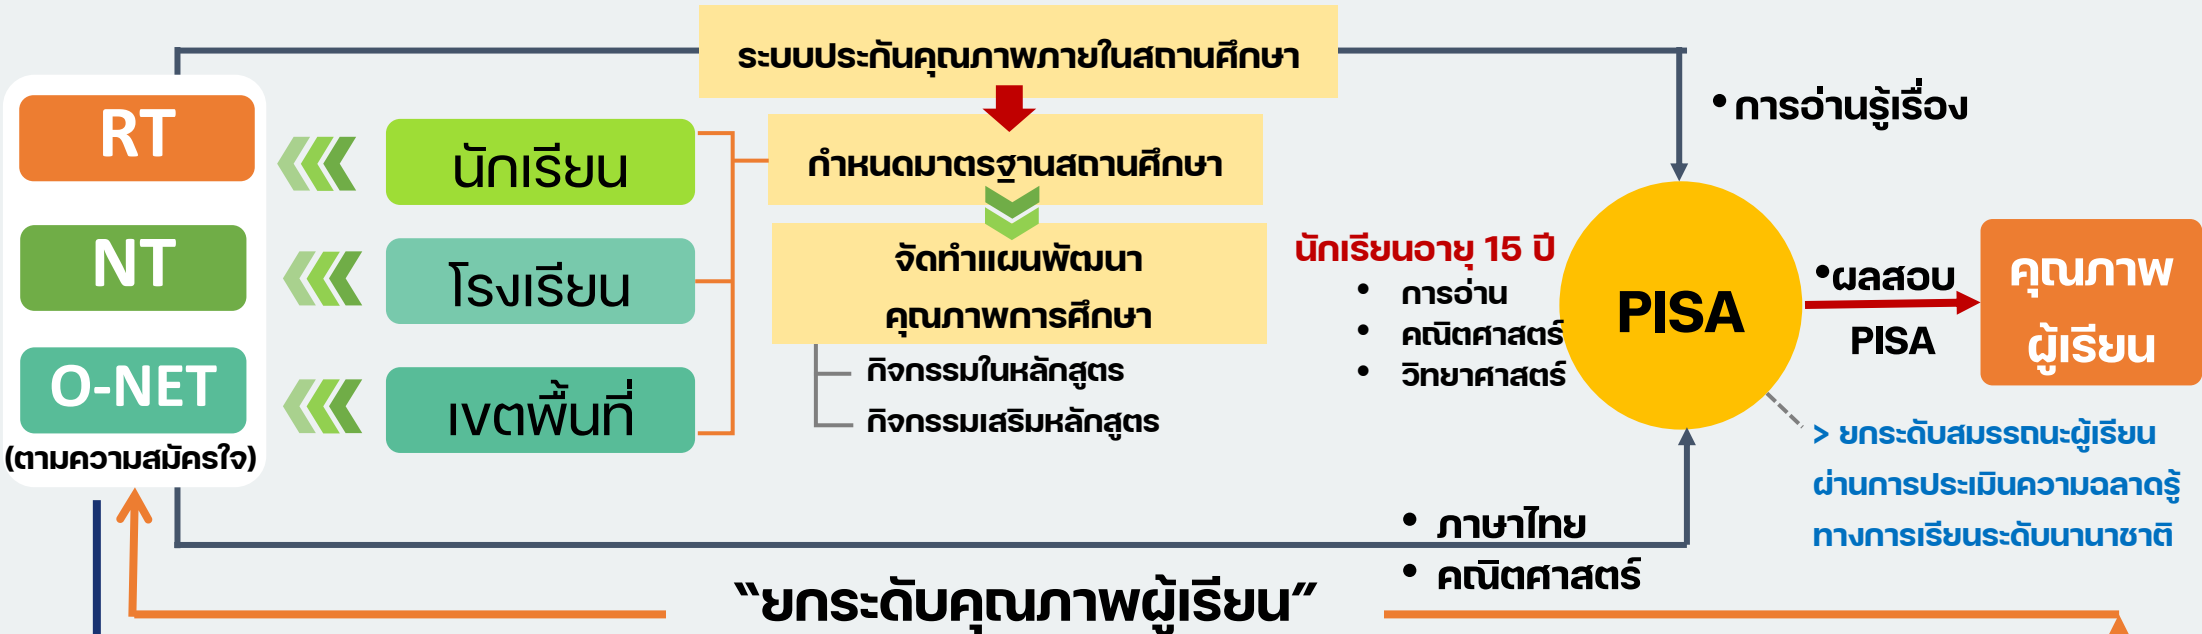 ระบบประกันคุณภาพภายในสถานศึกษา
RT
NT
O-NET
(ตามความสมัครใจ)
นักเรียน
โรงเรียน
เขตพื้นที่
กำหนดมาตรฐานสถานศึกษา
จัดทำแผนพัฒนา
คุณภาพการศึกษา
กิจกรรมในหลักสูตร
กิจกรรมเสริมหลักสูตร
• การอ่านรู้เรื่อง
นักเรียนอายุ 15 ปี
• การอ่าน
• คณิตศาสตร์
• วิทยาศาสตร์
PISA
•ผลสอบ
PISA
คุณภาพ
ผู้เรียน
> ยกระดับสมรรถนะผู้เรียน
ผ่านการประเมินความฉลาดรู้
ทางการเรียนระดับนานาชาติ
• ภาษาไทย
• คณิตศาสตร์
“ยกระดับคุณภาพผู้เรียน”